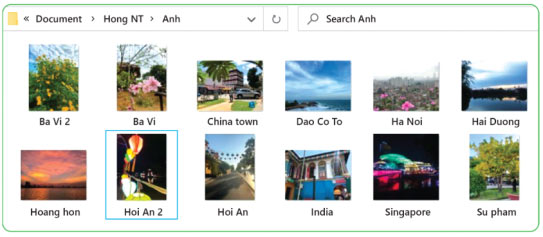 « Document > Hong NT > Anh
Search Anh
Ba Vi 2
Ba Vi
China town
Dao Co To
Ha Noi
Hai Duong
Hoang hon
Hoi An 2
Hoi An
India
Singapore
Su pham